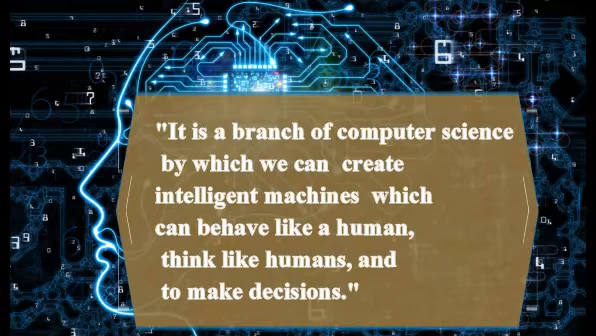 "It is a branch of computer science
by which we can create
intelligent machines which
can behave like a human,
think like humans, and
to make decisions."